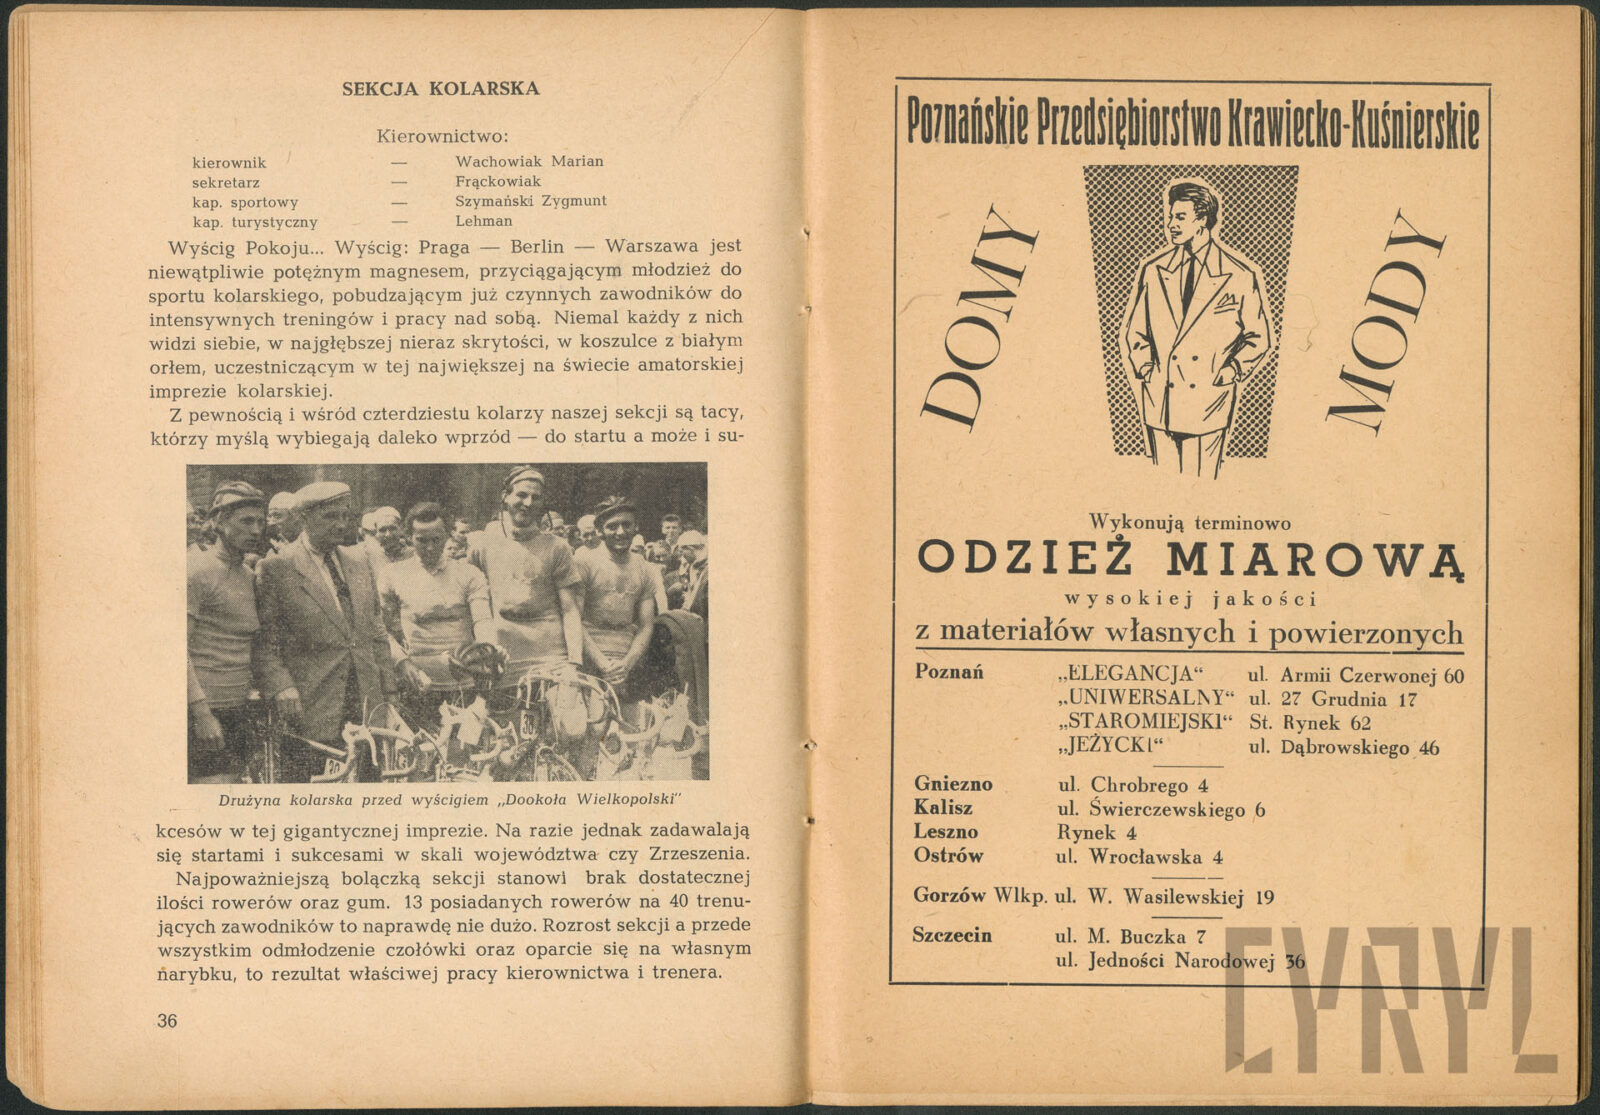 SEKCJA KOLARSKA
Kierownictwo:
kierownik — Wachowiak Marian
sekretarz — Frąckowiak
kap. sportowy — Szymański Zygmunt
kap. turystyczny — Lehman
Wyścig Pokoju... Wyścig: Praga — Berlin — Warszawa jest
niewątpliwie potężnym magnesem, przyciągającym młodzież do
sportu kolarskiego, pobudzającym już czynnych zawodników do
intensywnych treningów i pracy nad sobą. Niemal każdy z nich
widzi siebie, w najgłębszej nieraz skrytości, w koszulce z białym
orłem, uczestniczącym w tej największej na świecie amatorskiej
imprezie kolarskiej.
Z pewnością i wśród czterdziestu kolarzy naszej sekcji są tacy,
którzy myślą wybiegają daleko wprzód — do startu a może i su-
Drużyna kolarska przed wyścigiem „Dookoła Wielkopolski"
kcesów w tej gigantycznej imprezie. Na razie jednak zadawalają
się startami i sukcesami w skali województwa czy Zrzeszenia.
Najpoważniejszą bolączką sekcji stanowi brak dostatecznej
ilości rowerów oraz gum. 13 posiadanych rowerów na 40 trenu-
jących zawodników to naprawdę nie dużo. Rozrost sekcji a przede
wszystkim odmłodzenie czołówki oraz oparcie się na własnym
narybku, to rezultat właściwej pracy kierownictwa i trenera.
36
Poznańskie Przedsiębiorstwo Krawiecko-Kuśnierskie
DOMY
MODY
Wykonują terminowo
ODZIEŻ MIAROWĄ
wysokiej jakości
z materiałów własnych i powierzonych
Poznań „ELEGANCJA“ ul. Armii Czerwonej 60
„UNIWERSALNY“ ul. 27 Grudnia 17
„STAROMIEJSKI“ St. Rynek 62
„JEŻYCKI“ ul. Dąbrowskiego 46
Gniezno ul. Chrobrego 4
Kalisz ul. Świerczewskiego 6
Leszno Rynek 4
Ostrów ul. Wrocławska 4
Gorzów Wlkp. ul. W. Wasilewskiej 19
Szczecin ul. M. Buczka 7
ul. Jedności Narodowej 36
CYRYL